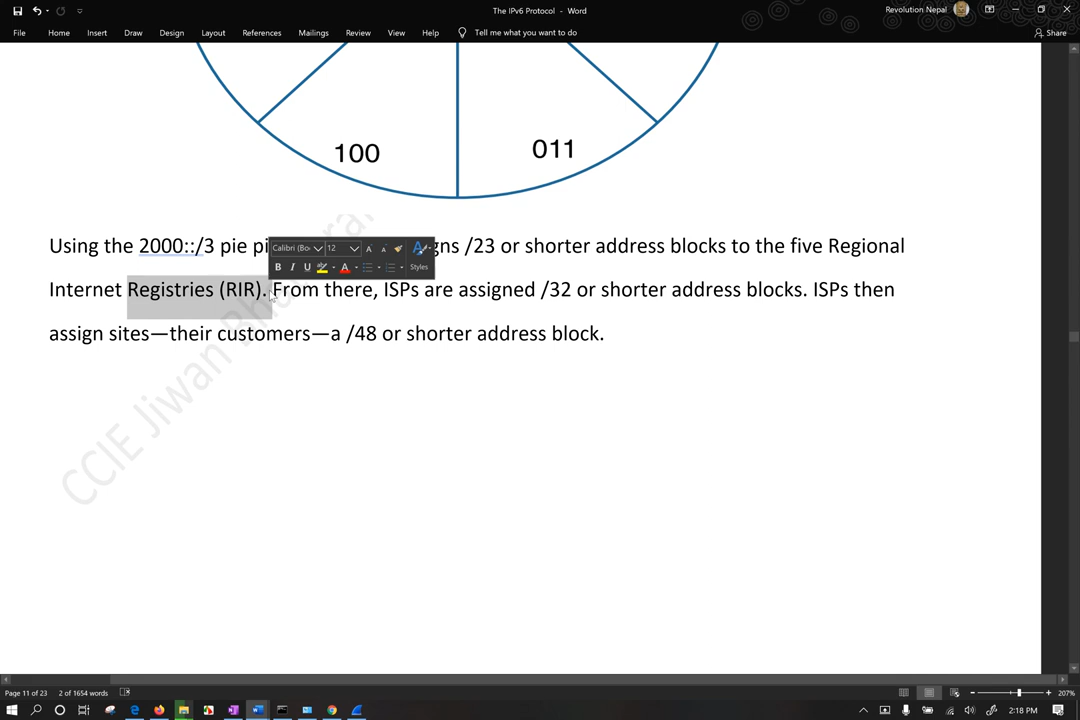 The IPv6 Protocol - Word
Revolution Nepal
File Home Insert Draw Design Layout References Mailings Review View Help Tell me what you want to do
Share
100
011
Using the 2000::/3 pie pi
gns /23 or shorter address blocks to the five Regional
Calibri (Bo 12
Styles
Internet Registries (RIR). From there, ISPs are assigned /32 or shorter address blocks. ISPs then
assign sites—their customers—a /48 or shorter address block.
CCIE Jiwan
Page 11 of 23 2 of 1654 words
207%
2:18 PM